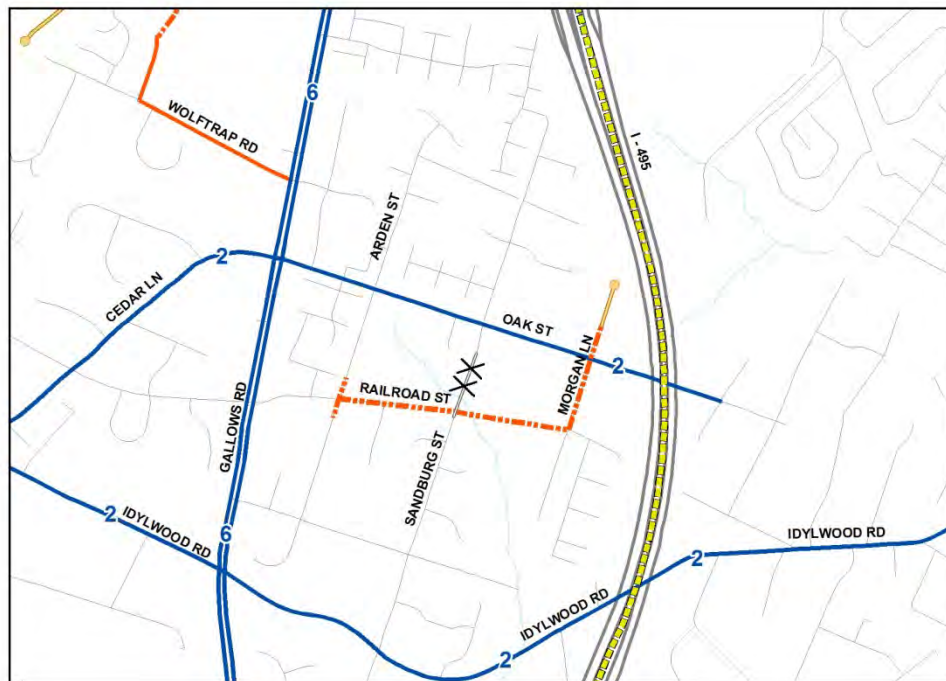 6
WOLFTRAP RD
I - 495
ARDEN ST
2
CEDAR LN
OAK ST
MORGAN LN
2
RAILROAD ST
GALLOWS RD
SANDBURG ST
2
IDYLWOOD RD
6
IDYLWOOD RD
2
IDYLWOOD RD
2